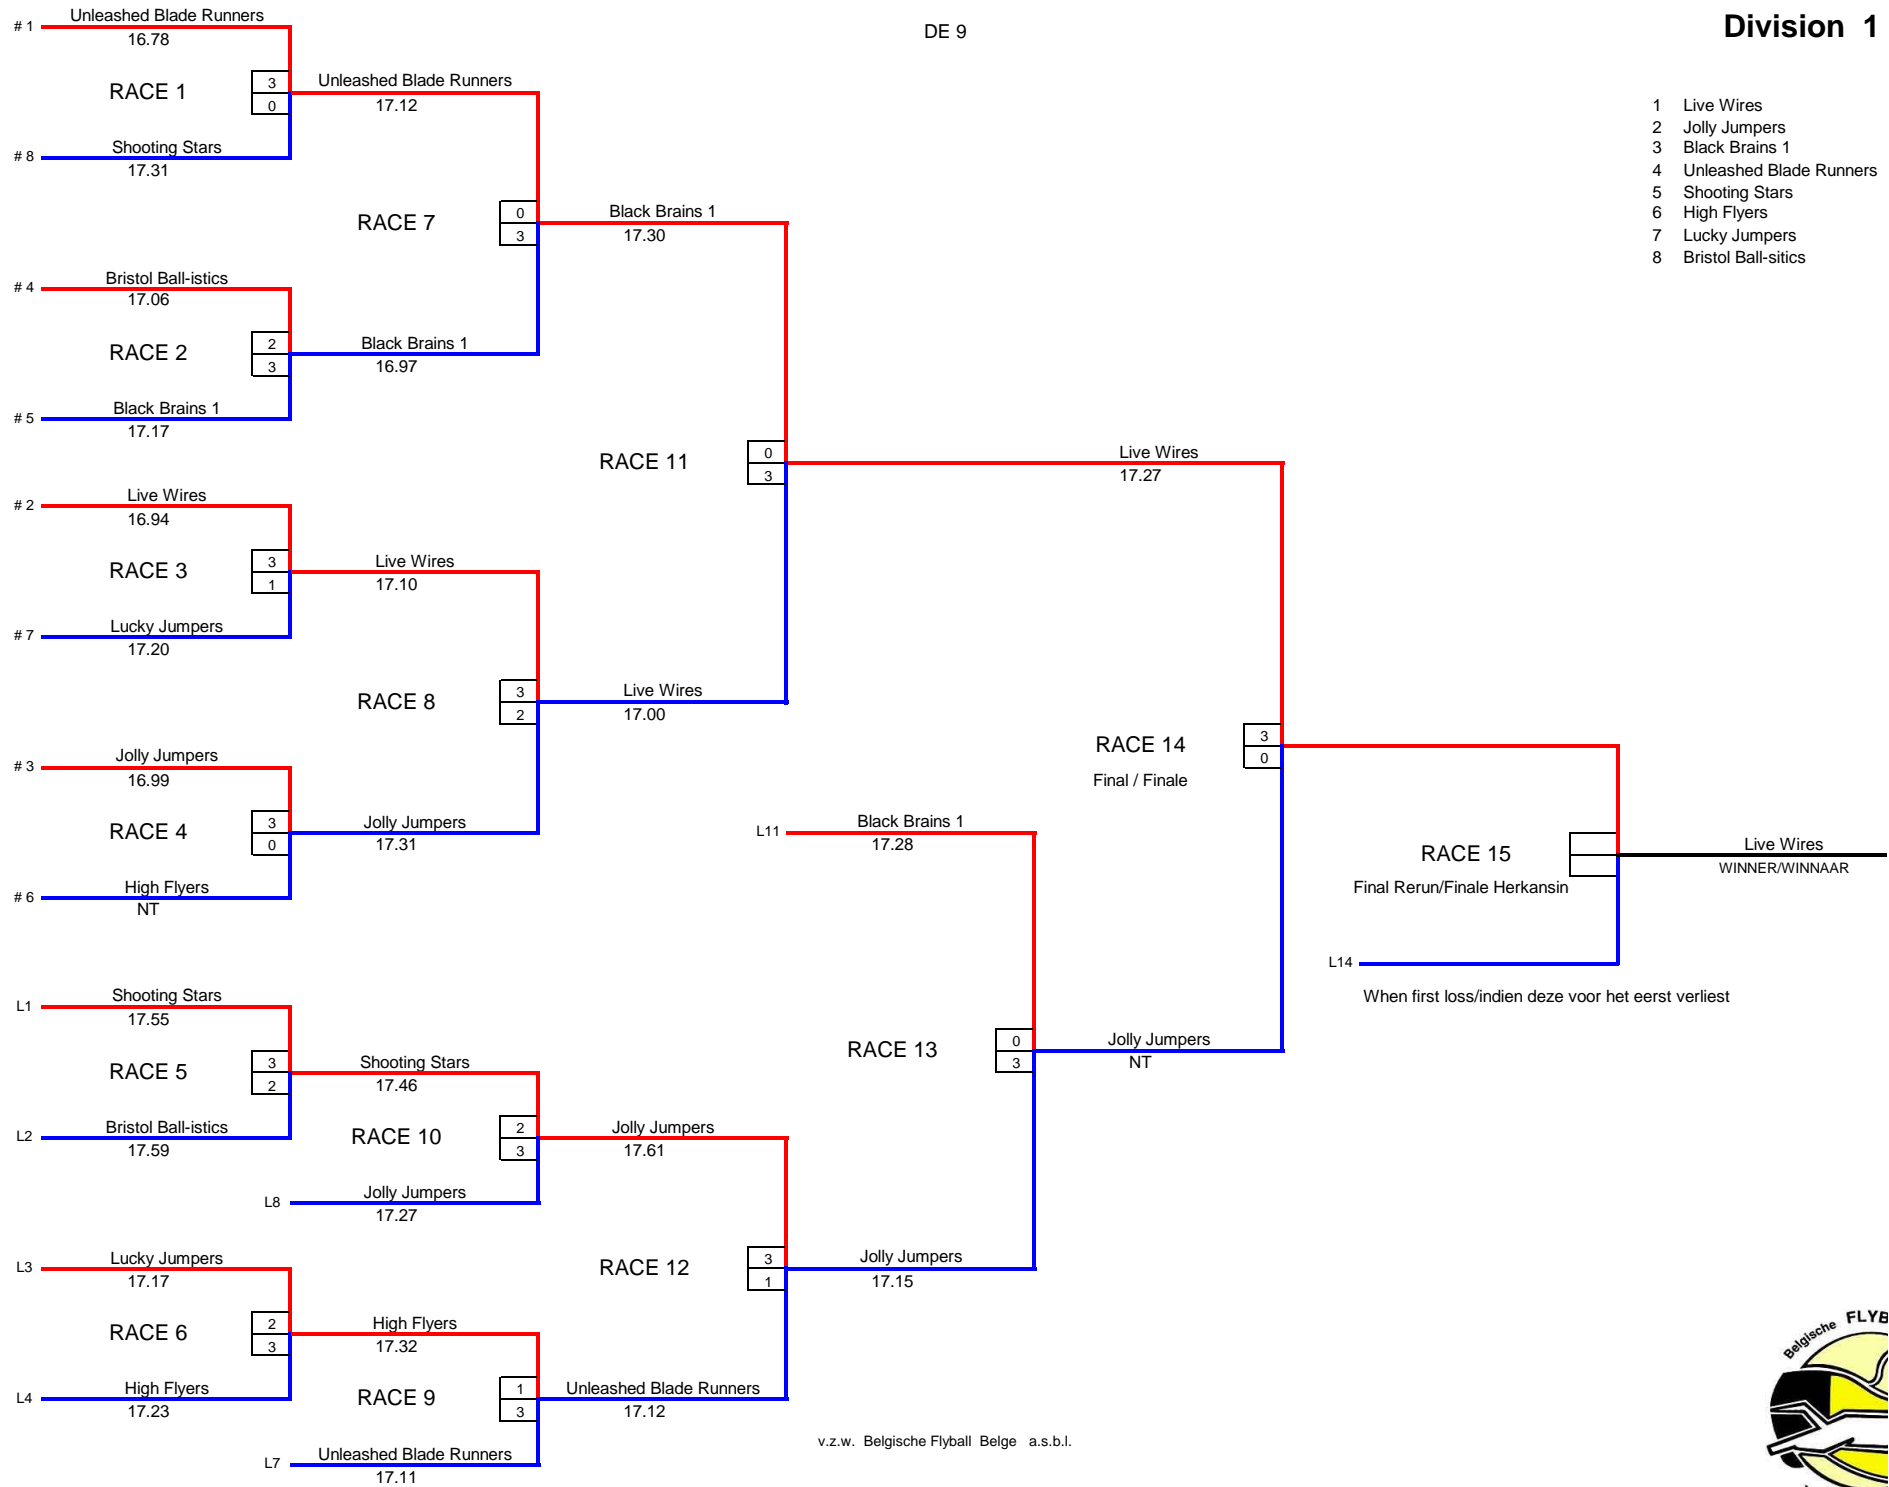 DE 9
Division 1
1 Live Wires
2 Jolly Jumpers
3 Black Brains 1
4 Unleashed Blade Runners
5 Shooting Stars
6 High Flyers
7 Lucky Jumpers
8 Bristol Ball-sitics
# 1 Unleashed Blade Runners
16.78
RACE 1
3
0
# 8 Shooting Stars
17.31
Unleashed Blade Runners
17.12
RACE 7
0
3
# 4 Bristol Ball-istics
17.06
RACE 2
2
3
# 5 Black Brains 1
17.17
Black Brains 1
16.97
Black Brains 1
17.30
RACE 11
0
3
# 2 Live Wires
16.94
RACE 3
3
1
# 7 Lucky Jumpers
17.20
Live Wires
17.10
RACE 8
3
2
# 3 Jolly Jumpers
16.99
RACE 4
3
0
# 6 High Flyers
NT
Jolly Jumpers
17.31
Live Wires
17.00
Live Wires
17.27
RACE 14
Final / Finale
3
0
L11 Black Brains 1
17.28
RACE 13
0
3
Jolly Jumpers
NT
RACE 15
Final Rerun/Finale Herkansin
Live Wires
WINNER/WINNAAR
L14
When first loss/indien deze voor het eerst verliest
L1 Shooting Stars
17.55
RACE 5
3
2
L2 Bristol Ball-istics
17.59
Shooting Stars
17.46
RACE 10
2
3
L8 Jolly Jumpers
17.27
Jolly Jumpers
17.61
RACE 12
3
1
Jolly Jumpers
17.15
L3 Lucky Jumpers
17.17
RACE 6
2
3
L4 High Flyers
17.23
High Flyers
17.32
RACE 9
1
3
L7 Unleashed Blade Runners
17.11
Unleashed Blade Runners
17.12
v.z.w. Belgische Flyball Belge a.s.b.l.
Belgische